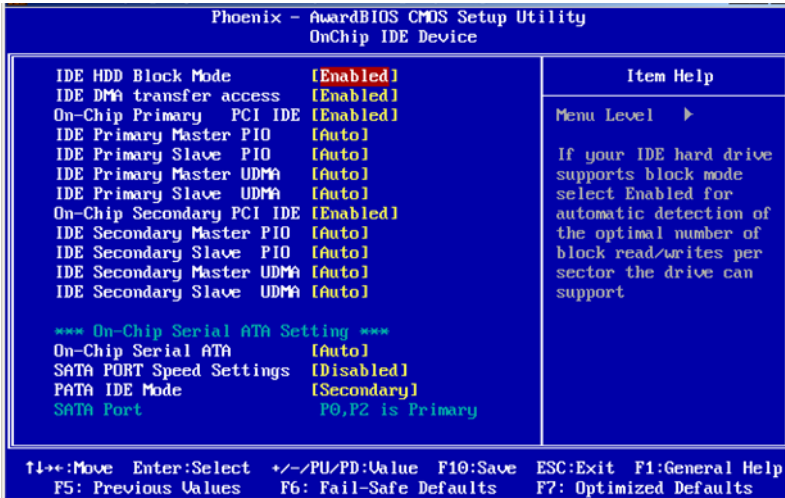 Phoenix - AwardBIOS CMOS Setup Utility
OnChip IDE Device
IDE HDD Block Mode [Enabled]
IDE DMA transfer access [Enabled]
On-Chip Primary PCI IDE [Enabled]
IDE Primary Master PIO [Auto]
IDE Primary Slave PIO [Auto]
IDE Primary Master UDMA [Auto]
IDE Primary Slave UDMA [Auto]
On-Chip Secondary PCI IDE [Enabled]
IDE Secondary Master PIO [Auto]
IDE Secondary Slave PIO [Auto]
IDE Secondary Master UDMA [Auto]
IDE Secondary Slave UDMA [Auto]
*** On-Chip Serial ATA Setting ***
On-Chip Serial ATA [Auto]
SATA PORT Speed Settings [Disabled]
PATA IDE Mode [Secondary]
SATA Port P0,P2 is Primary
Item Help
Menu Level ▶
If your IDE hard drive
supports block mode
select Enabled for
automatic detection of
the optimal number of
block read/writes per
sector the drive can
support
↑↓→←:Move Enter:Select +/-/PU/PD:Value F10:Save ESC:Exit F1:General Help
F5: Previous Values F6: Fail-Safe Defaults F7: Optimized Defaults